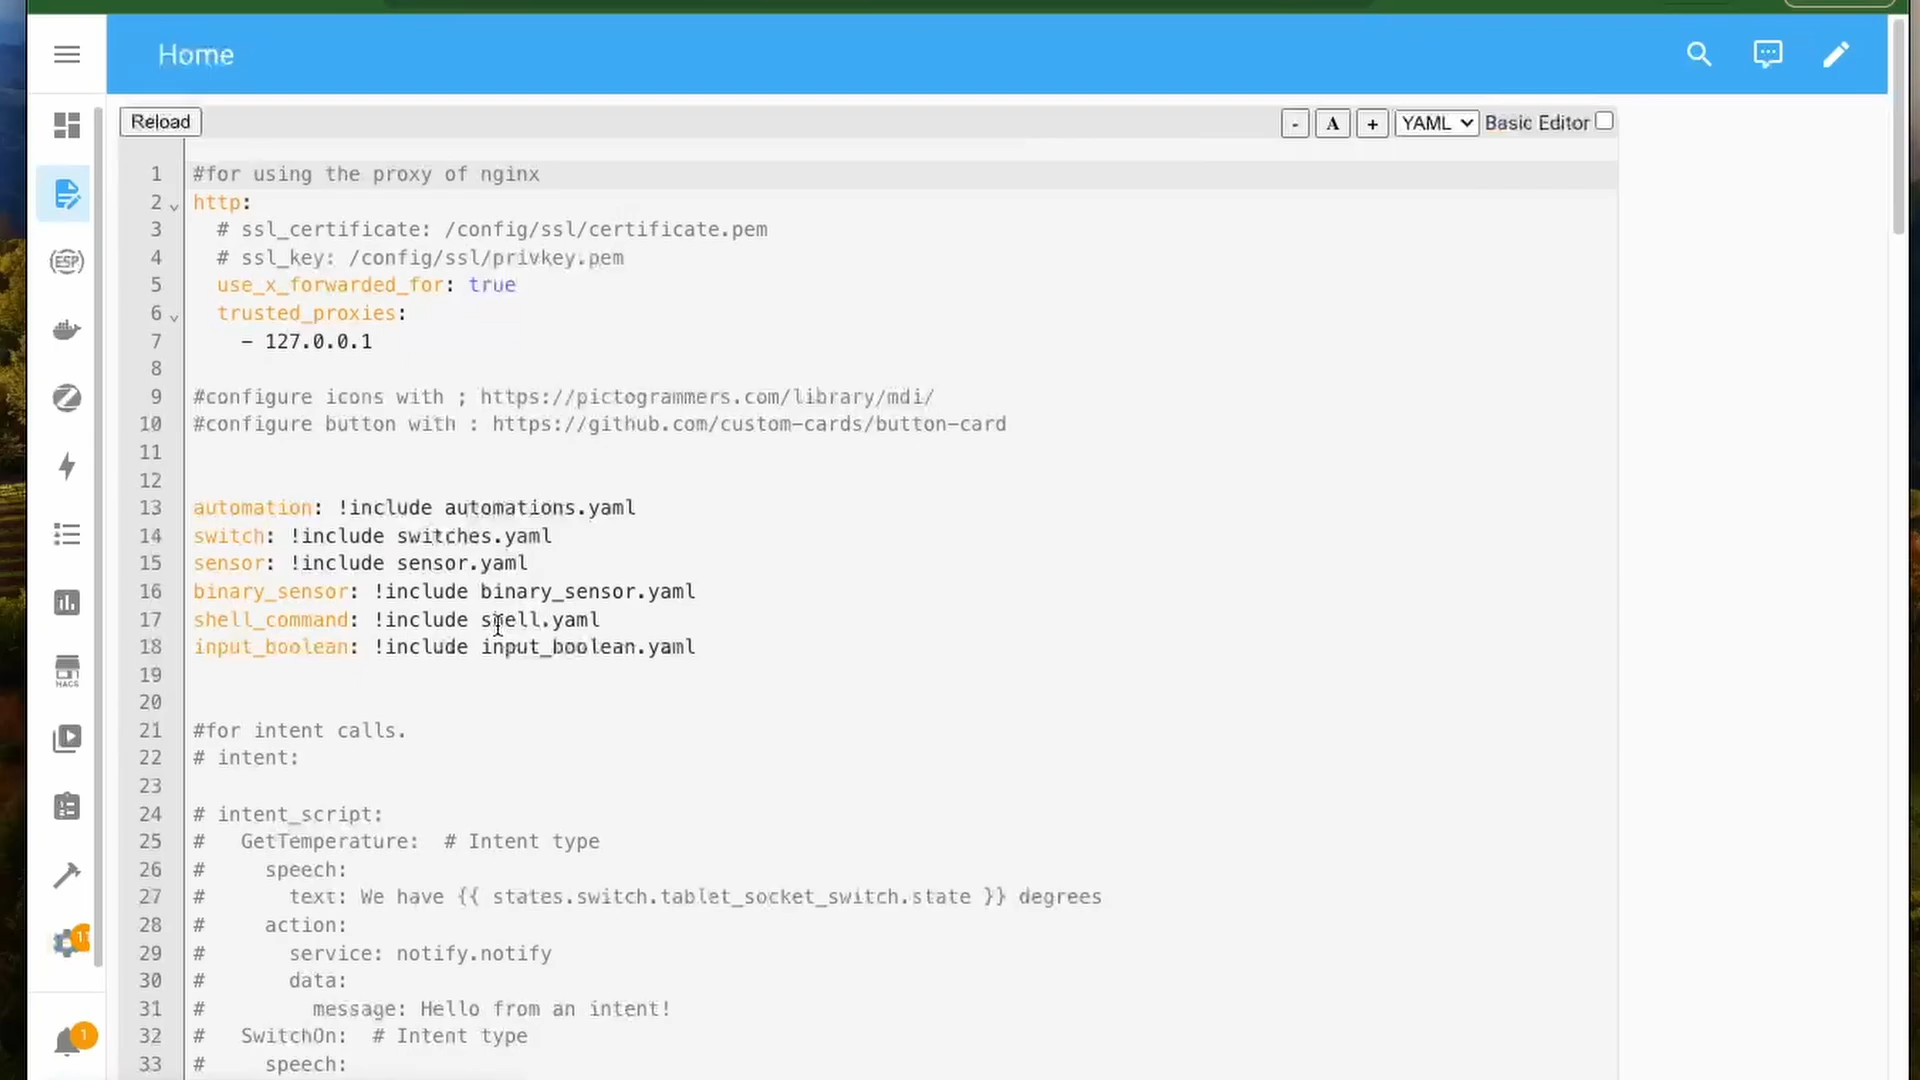 Home
Reload
- A + YAML Basic Editor
1 #for using the proxy of nginx
2 http:
3 # ssl_certificate: /config/ssl/certificate.pem
4 # ssl_key: /config/ssl/privkey.pem
5 use_x_forwarded_for: true
6 trusted_proxies:
7 - 127.0.0.1
8
9 #configure icons with ; https://pictogrammers.com/library/mdi/
10 #configure button with : https://github.com/custom-cards/button-card
11
12
13 automation: !include automations.yaml
14 switch: !include switches.yaml
15 sensor: !include sensor.yaml
16 binary_sensor: !include binary_sensor.yaml
17 shell_command: !include shell.yaml
18 input_boolean: !include input_boolean.yaml
19
20
21 #for intent calls.
22 # intent:
23
24 # intent_script:
25 # GetTemperature: # Intent type
26 # speech:
27 # text: We have {{ states.switch.tablet_socket_switch.state }} degrees
28 # action:
29 # service: notify.notify
30 # data:
31 # message: Hello from an intent!
32 # SwitchOn: # Intent type
33 # speech:
ESP
HACS
11
1